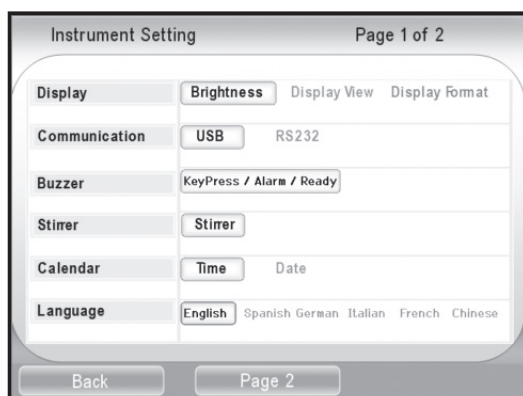 Instrument Setting Page 1 of 2
Display Brightness Display View Display Format
Communication USB RS232
Buzzer KeyPress / Alarm / Ready
Stirrer Stirrer
Calendar Time Date
Language English Spanish German Italian French Chinese
Back Page 2